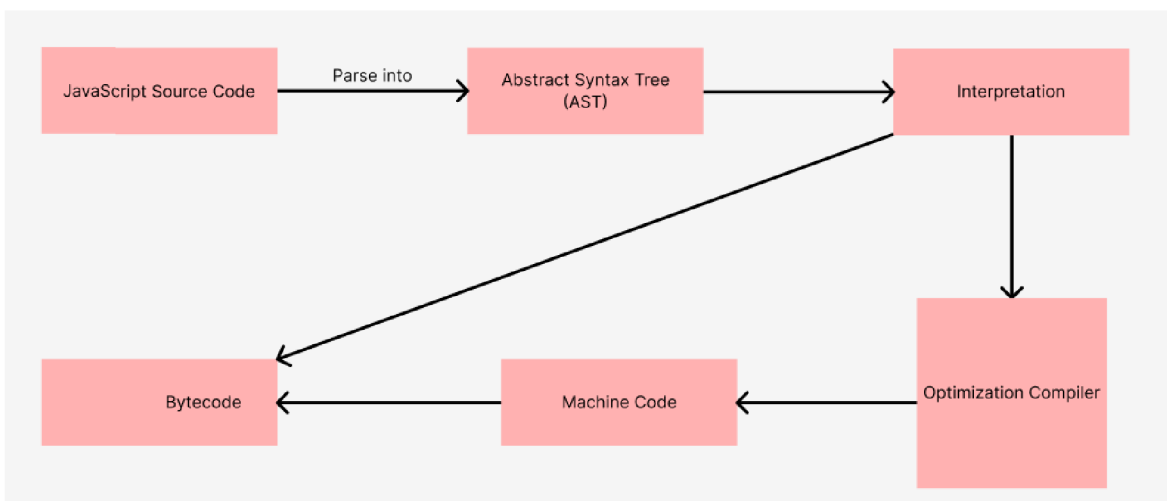 JavaScript Source Code
Parse into
Abstract Syntax Tree
(AST)
Interpretation
Bytecode
Machine Code
Optimization Compiler